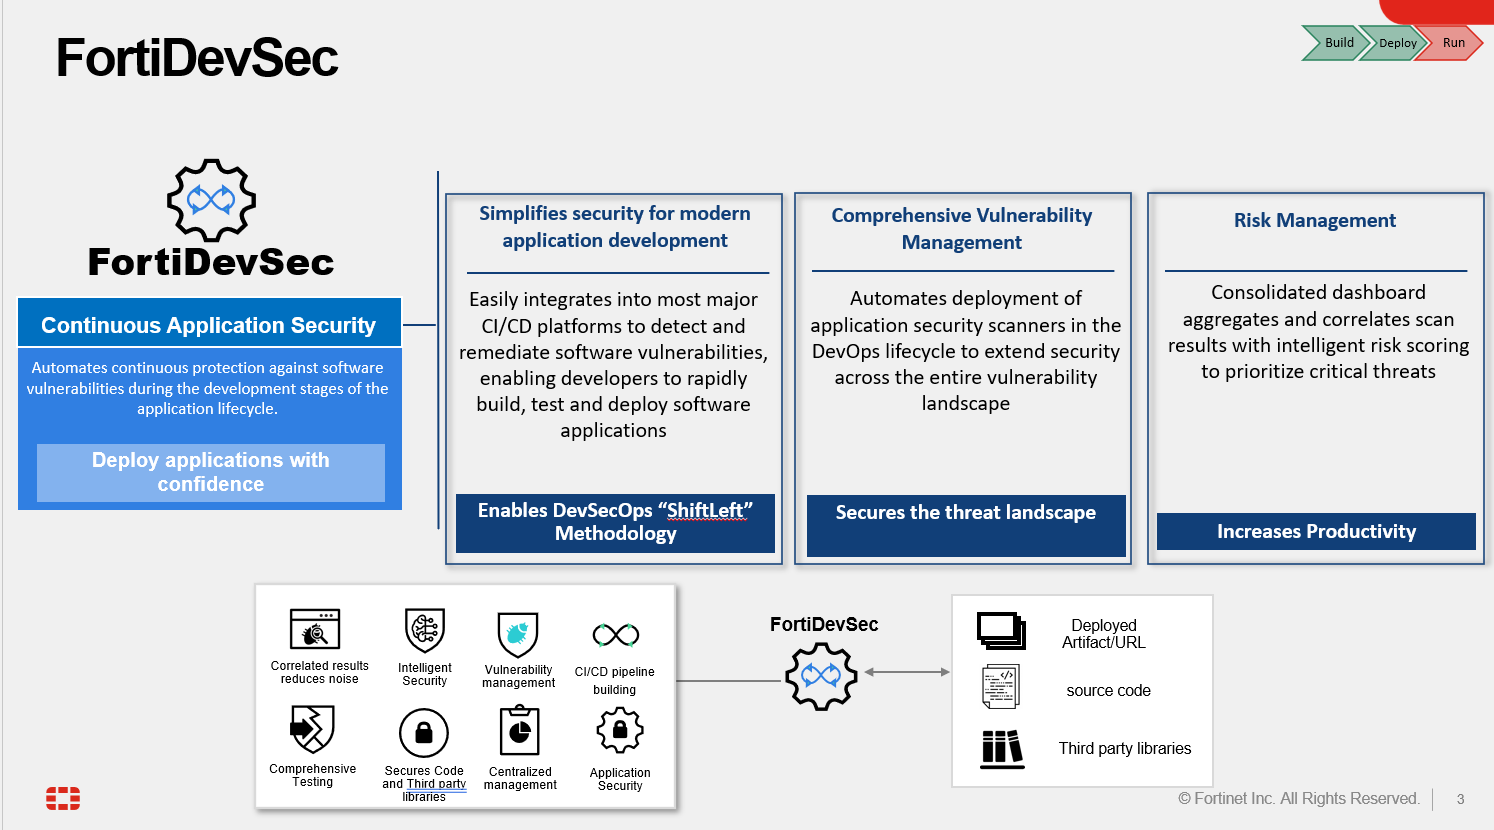 FortiDevSec
Build
Deploy
Run
FortiDevSec
Continuous Application Security
Automates continuous protection against software
vulnerabilities during the development stages of the
application lifecycle.
Deploy applications with
confidence
Simplifies security for modern
application development
Easily integrates into most major
CI/CD platforms to detect and
remediate software vulnerabilities,
enabling developers to rapidly
build, test and deploy software
applications
Enables DevSecOps “ShiftLeft”
Methodology
Comprehensive Vulnerability
Management
Automates deployment of
application security scanners in the
DevOps lifecycle to extend security
across the entire vulnerability
landscape
Secures the threat landscape
Risk Management
Consolidated dashboard
aggregates and correlates scan
results with intelligent risk scoring
to prioritize critical threats
Increases Productivity
Correlated results
reduces noise
Intelligent
Security
Vulnerability
management
CI/CD pipeline
building
Comprehensive
Testing
Secures Code
and Third party
libraries
Centralized
management
Application
Security
FortiDevSec
Deployed
Artifact/URL
source code
Third party libraries
© Fortinet Inc. All Rights Reserved.
3